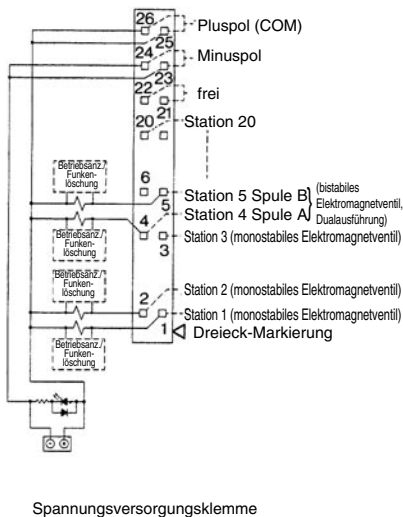 26
Pluspol (COM)
25
24
Minuspol
23
22
frei
21
20
Station 20
Betriebsanz./
Funken-
löschung
6
5
Station 5 Spule B
(bistabiles
Elektromagnetventil,
Dualausführung)
4
Station 4 Spule A
Betriebsanz./
Funken-
löschung
3
Station 3 (monostabiles Elektromagnetventil)
Betriebsanz./
Funken-
löschung
2
Station 2 (monostabiles Elektromagnetventil)
1
Station 1 (monostabiles Elektromagnetventil)
Dreieck-Markierung
Betriebsanz./
Funken-
löschung
Spannungsversorgungsklemme